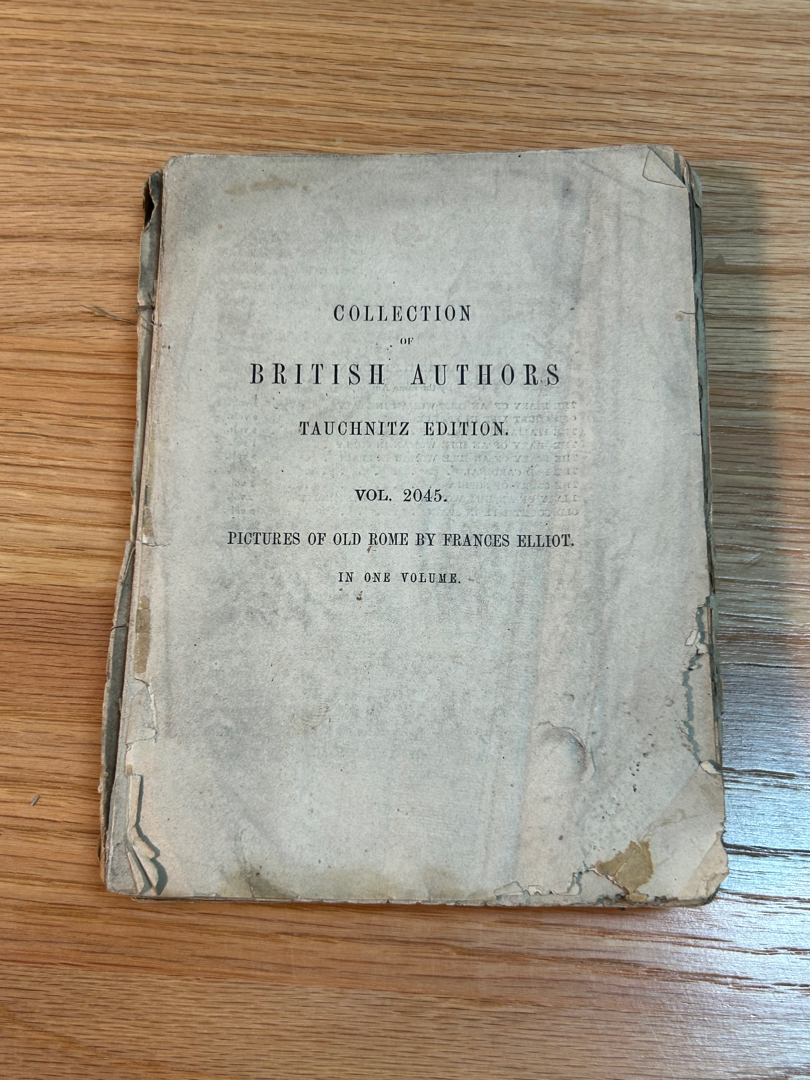 COLLECTION
OF
BRITISH AUTHORS
TAUCHNITZ EDITION.
VOL. 2045.
PICTURES OF OLD ROME BY FRANCES ELLIOT.
IN ONE VOLUME.